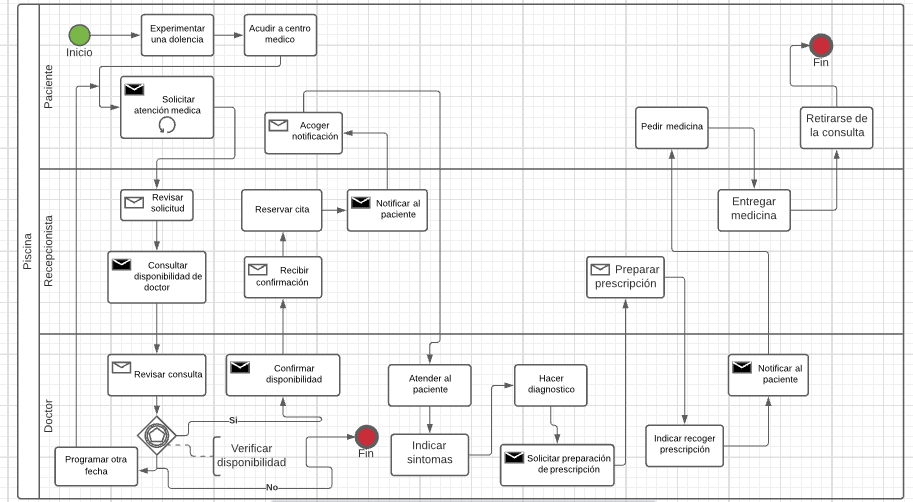 Piscina
Paciente
Inicio
Experimentar
una dolencia
Acudir a centro
medico
Solicitar
atención medica
Acoger
notificación
Pedir medicina
Fin
Retirarse de
la consulta
Recepcionista
Revisar
solicitud
Consultar
disponibilidad de
doctor
Reservar cita
Notificar al
paciente
Recibir
confirmación
Preparar
prescripción
Entregar
medicina
Doctor
Revisar consulta
Confirmar
disponibilidad
Si
Verificar
disponibilidad
No
Programar otra
fecha
Fin
Atender al
paciente
Indicar
sintomas
Hacer
diagnostico
Solicitar preparación
de prescripción
Indicar recoger
prescripción
Notificar al
paciente